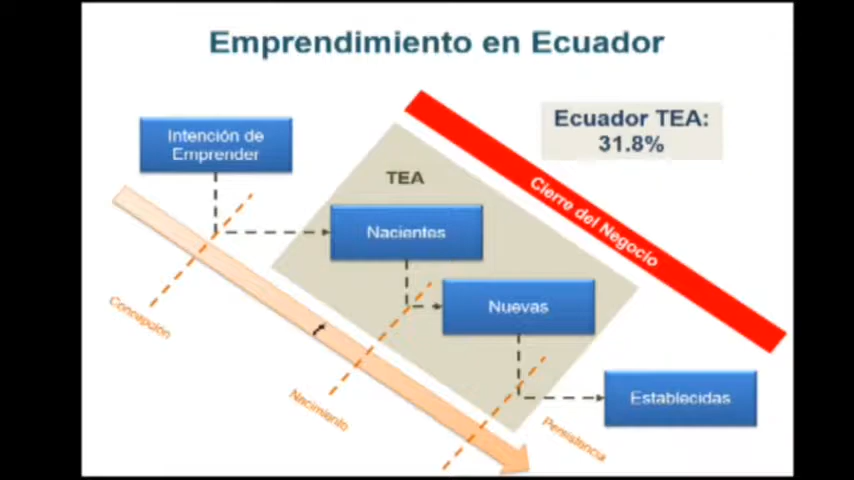 Emprendimiento en Ecuador
Ecuador TEA:
31.8%
Intención de
Emprender
TEA
Cierre del Negocio
Nacientes
Nuevas
Concepción
Nacimiento
Establecidas
Persistencia